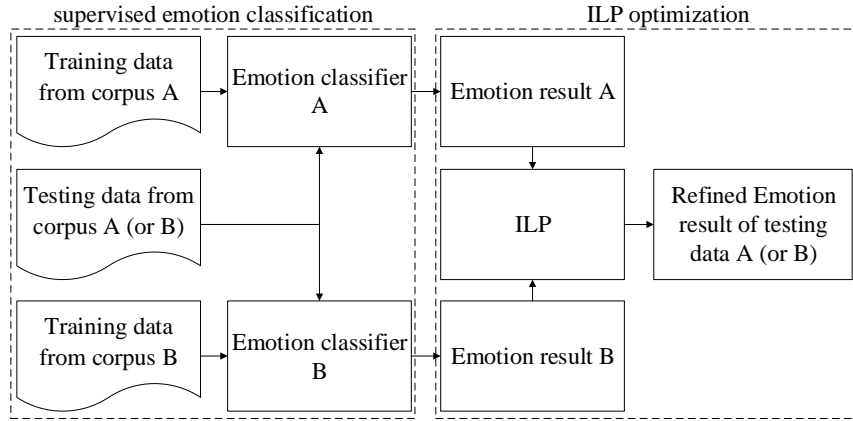 supervised emotion classification
ILP optimization
Training data
from corpus A
Emotion classifier
A
Emotion result A
Testing data from
corpus A (or B)
ILP
Refined Emotion
result of testing
data A (or B)
Training data
from corpus B
Emotion classifier
B
Emotion result B